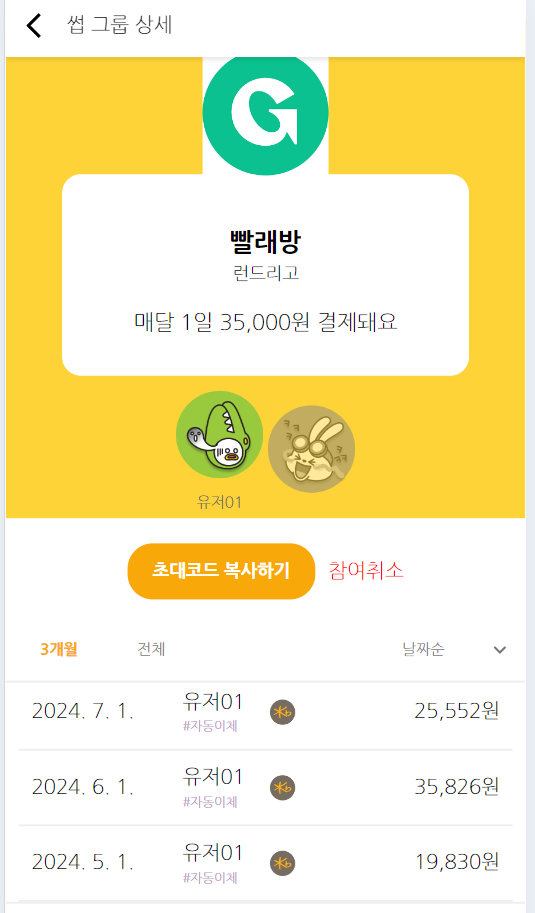 썹 그룹 상세
G
빨래방
런드리고
매달 1일 35,000원 결제돼요
ㅋㅋㅋ
ㅋㅋ
유저01
초대코드 복사하기 참여취소
3개월 전체 날짜순
2024. 7. 1. 유저01 25,552원
#자동이체
2024. 6. 1. 유저01 35,826원
#자동이체
2024. 5. 1. 유저01 19,830원
#자동이체